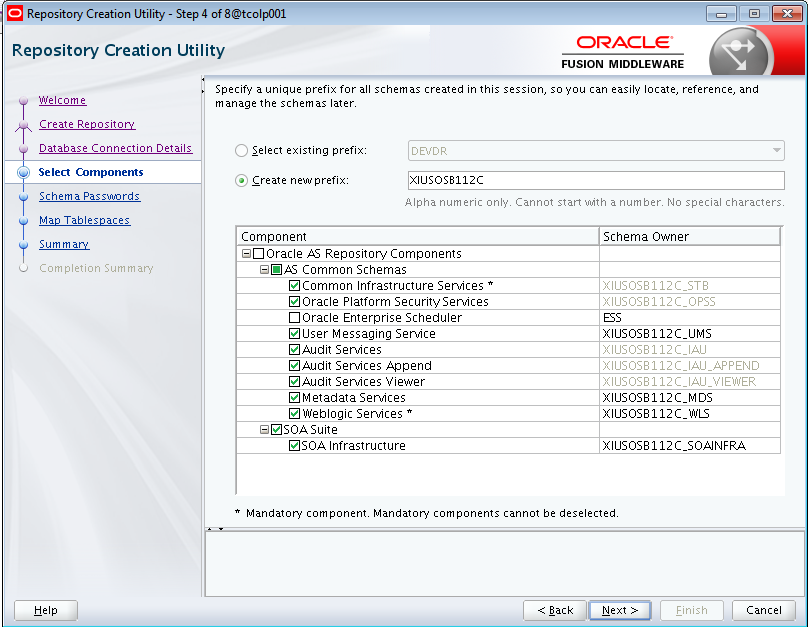 Repository Creation Utility - Step 4 of 8@tcolp001
Repository Creation Utility
ORACLE
FUSION MIDDLEWARE
Welcome
Create Repository
Database Connection Details
Select Components
Schema Passwords
Map Tablespaces
Summary
Completion Summary
Specify a unique prefix for all schemas created in this session, so you can easily locate, reference, and
manage the schemas later.
Select existing prefix: DEVDR
Create new prefix: XIUSOSB112C
Alpha numeric only. Cannot start with a number. No special characters.
Component Schema Owner
Oracle AS Repository Components
AS Common Schemas
Common Infrastructure Services * XIUSOSB112C_STB
Oracle Platform Security Services XIUSOSB112C_OPSS
Oracle Enterprise Scheduler ESS
User Messaging Service XIUSOSB112C_UMS
Audit Services XIUSOSB112C_IAU
Audit Services Append XIUSOSB112C_IAU_APPEND
Audit Services Viewer XIUSOSB112C_IAU_VIEWER
Metadata Services XIUSOSB112C_MDS
Weblogic Services * XIUSOSB112C_WLS
SOA Suite
SOA Infrastructure XIUSOSB112C_SOAINFRA
* Mandatory component. Mandatory components cannot be deselected.
Help < Back Next > Finish Cancel